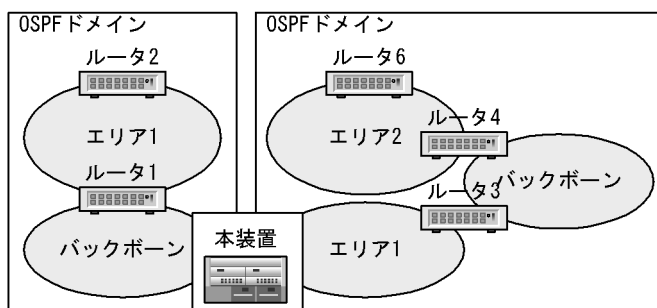 OSPFドメイン
ルータ2
エリア1
ルータ1
バックボーン
本装置
OSPFドメイン
ルータ6
エリア2
ルータ4
バックボーン
ルータ3
エリア1